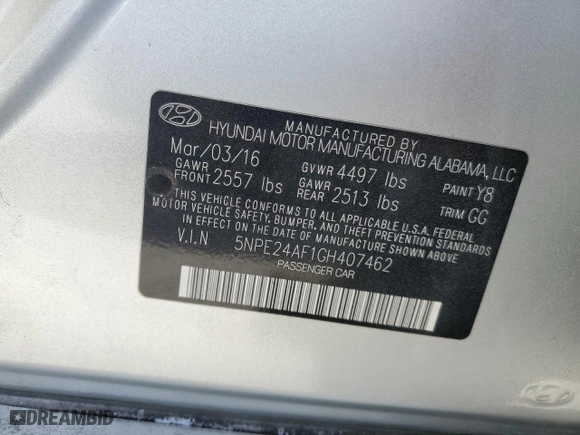 MANUFACTURED BY
HYUNDAI MOTOR MANUFACTURING ALABAMA, LLC
Mar/03/16 GVWR 4497 lbs PAINT Y8
GAWR FRONT 2557 lbs GAWR REAR 2513 lbs TRIM GG
THIS VEHICLE CONFORMS TO ALL APPLICABLE U.S.A. FEDERAL
MOTOR VEHICLE SAFETY, BUMPER, AND THEFT PREVENTION STANDARDS
IN EFFECT ON THE DATE OF MANUFACTURE SHOWN ABOVE.
V.I.N 5NPE24AF1GH407462
PASSENGER CAR
DREAMBID